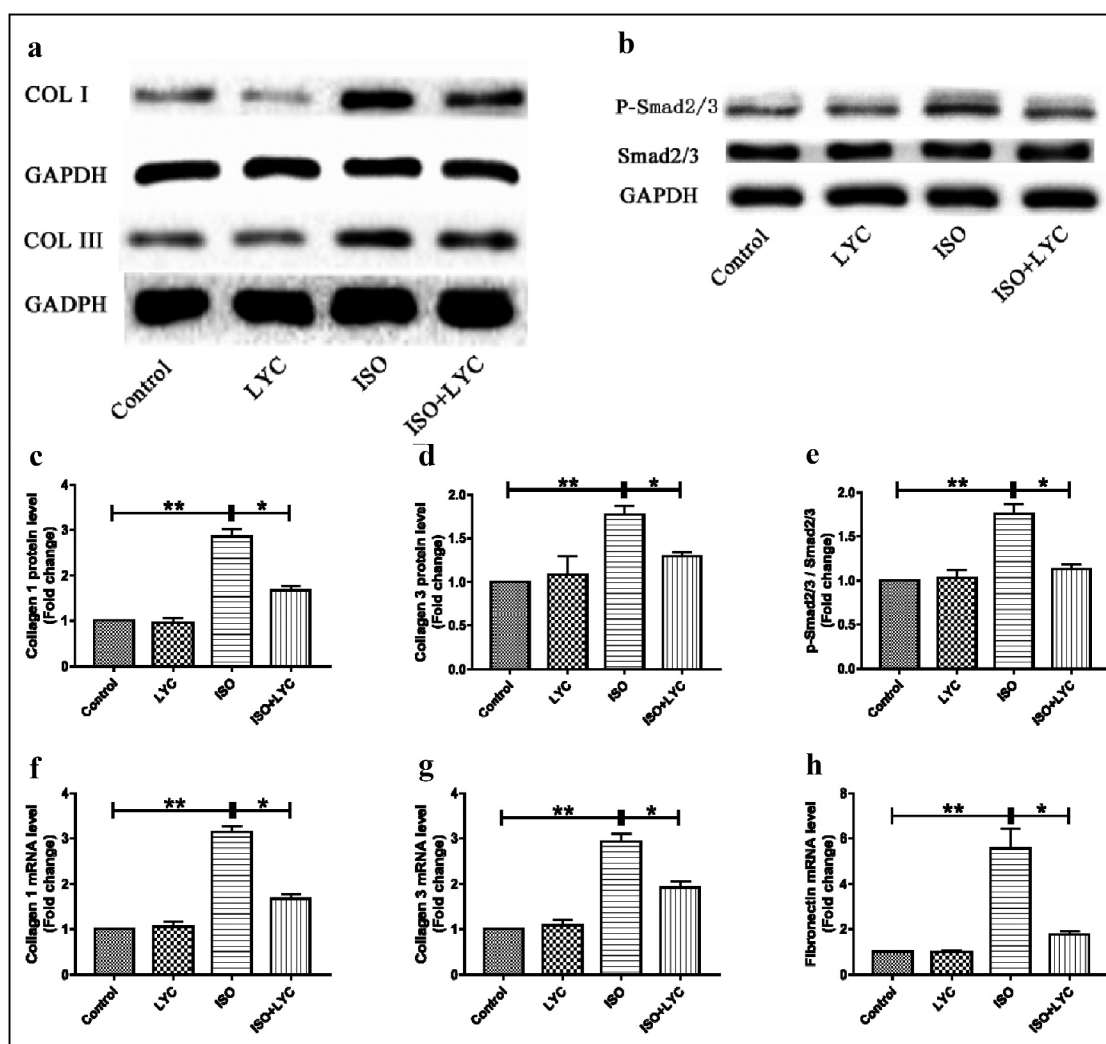 a
COL I
GAPDH
COL III
GADPH
Control
LYC
ISO
ISO+LYC
b
P-Smad2/3
Smad2/3
GAPDH
Control
LYC
ISO
ISO+LYC
c
Collagen 1 protein level
(Fold change)
4
3
2
1
0
**
*
Control
LYC
ISO
ISO+LYC
d
Collagen 3 protein level
(Fold change)
2.0
1.5
1.0
0.5
0.0
**
*
Control
LYC
ISO
ISO+LYC
e
p-Smad2/3 / Smad2/3
(Fold change)
2.0
1.5
1.0
0.5
0.0
**
*
Control
LYC
ISO
ISO+LYC
f
Collagen 1 mRNA level
(Fold change)
4
3
2
1
0
**
*
Control
LYC
ISO
ISO+LYC
g
Collagen 3 mRNA level
(Fold change)
4
3
2
1
0
**
*
Control
LYC
ISO
ISO+LYC
h
Fibronectin mRNA level
(Fold change)
8
6
4
2
0
**
*
Control
LYC
ISO
ISO+LYC